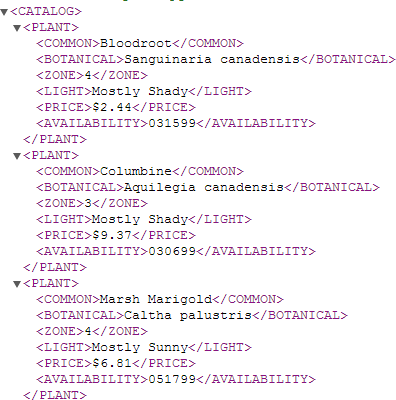 <CATALOG>
<PLANT>
<COMMON>Bloodroot</COMMON>
<BOTANICAL>Sanguinaria canadensis</BOTANICAL>
<ZONE>4</ZONE>
<LIGHT>Mostly Shady</LIGHT>
<PRICE>$2.44</PRICE>
<AVAILABILITY>031599</AVAILABILITY>
</PLANT>
<PLANT>
<COMMON>Columbine</COMMON>
<BOTANICAL>Aquilegia canadensis</BOTANICAL>
<ZONE>3</ZONE>
<LIGHT>Mostly Shady</LIGHT>
<PRICE>$9.37</PRICE>
<AVAILABILITY>030699</AVAILABILITY>
</PLANT>
<PLANT>
<COMMON>Marsh Marigold</COMMON>
<BOTANICAL>Caltha palustris</BOTANICAL>
<ZONE>4</ZONE>
<LIGHT>Mostly Sunny</LIGHT>
<PRICE>$6.81</PRICE>
<AVAILABILITY>051799</AVAILABILITY>
</PLANT>